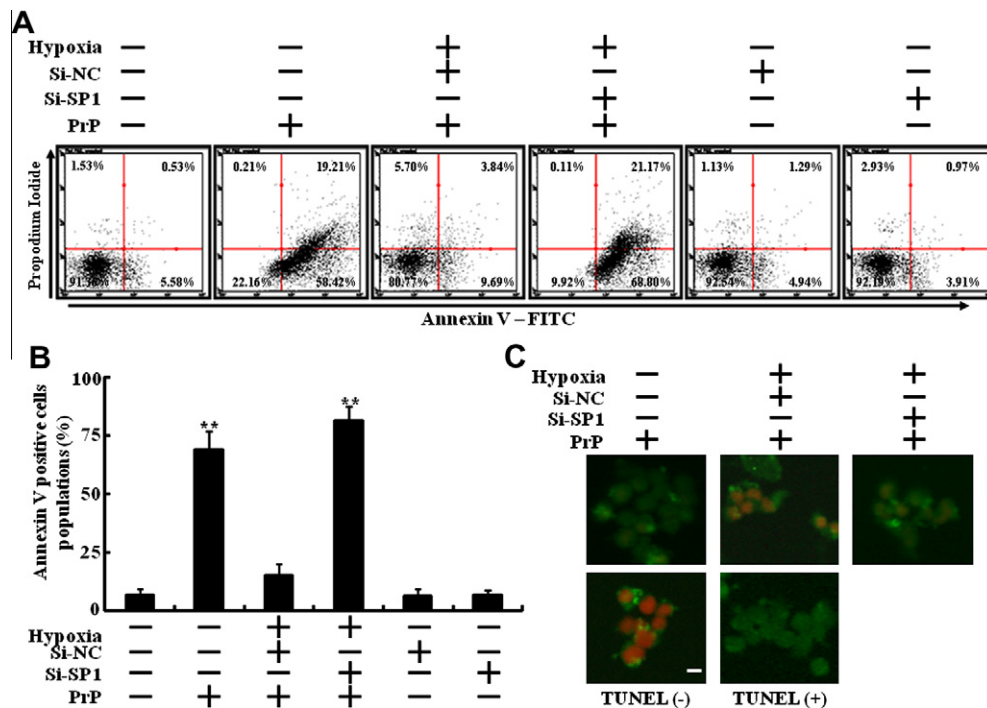 A
Hypoxia — — + + — —
Si-NC — — + — + —
Si-SP1 — — — + — +
PrP — + + + — —
Propodium Iodide
1.53% 0.53% 0.21% 19.21% 5.70% 3.84% 0.11% 21.17% 1.13% 1.29% 2.93% 0.97%
5.58% 22.16% 58.42% 80.77% 9.69% 9.92% 68.80% 92.64% 4.94% 92.19% 3.91%
Annexin V – FITC
B
Annexin V positive cells
populations (%)
100
75
50
25
0
** **
Hypoxia — — + + — —
Si-NC — — + — + —
Si-SP1 — — — + — +
PrP — + + + — —
C
Hypoxia — + +
Si-NC — + —
Si-SP1 — — +
PrP + + +
TUNEL (-) TUNEL (+)